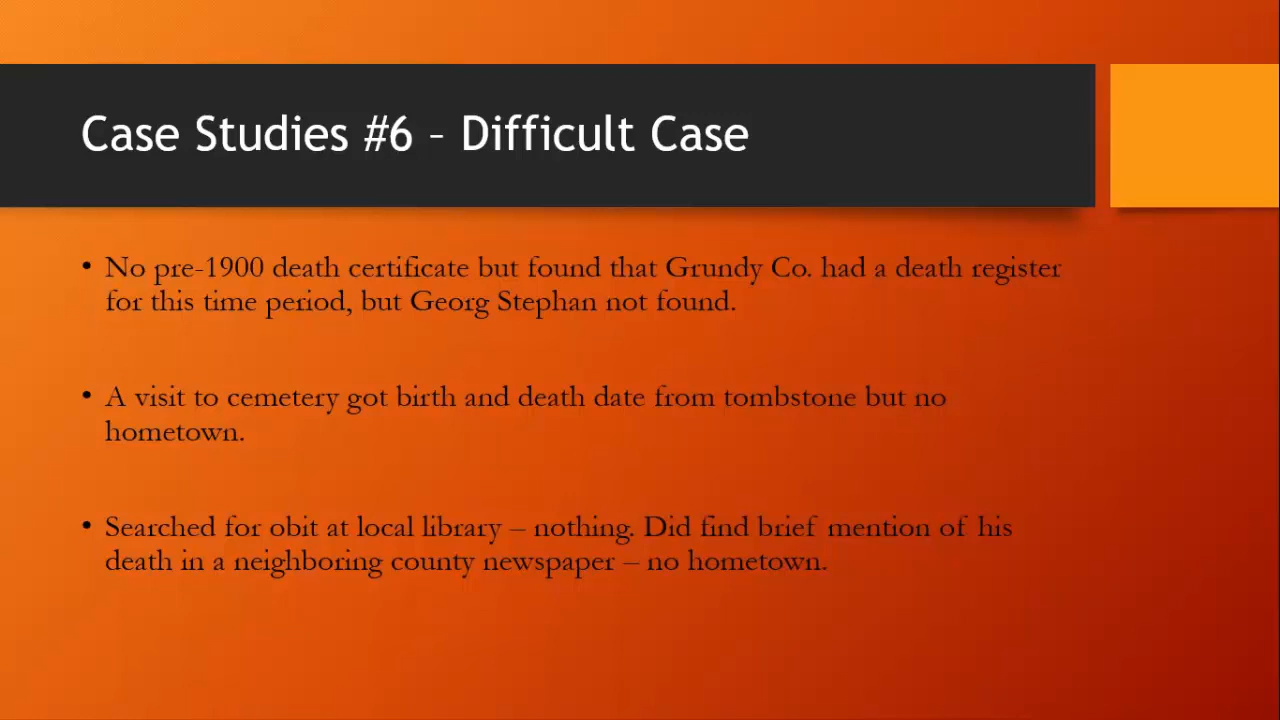 Case Studies #6 – Difficult Case
• No pre-1900 death certificate but found that Grundy Co. had a death register
for this time period, but Georg Stephan not found.
• A visit to cemetery got birth and death date from tombstone but no
hometown.
• Searched for obit at local library – nothing. Did find brief mention of his
death in a neighboring county newspaper – no hometown.